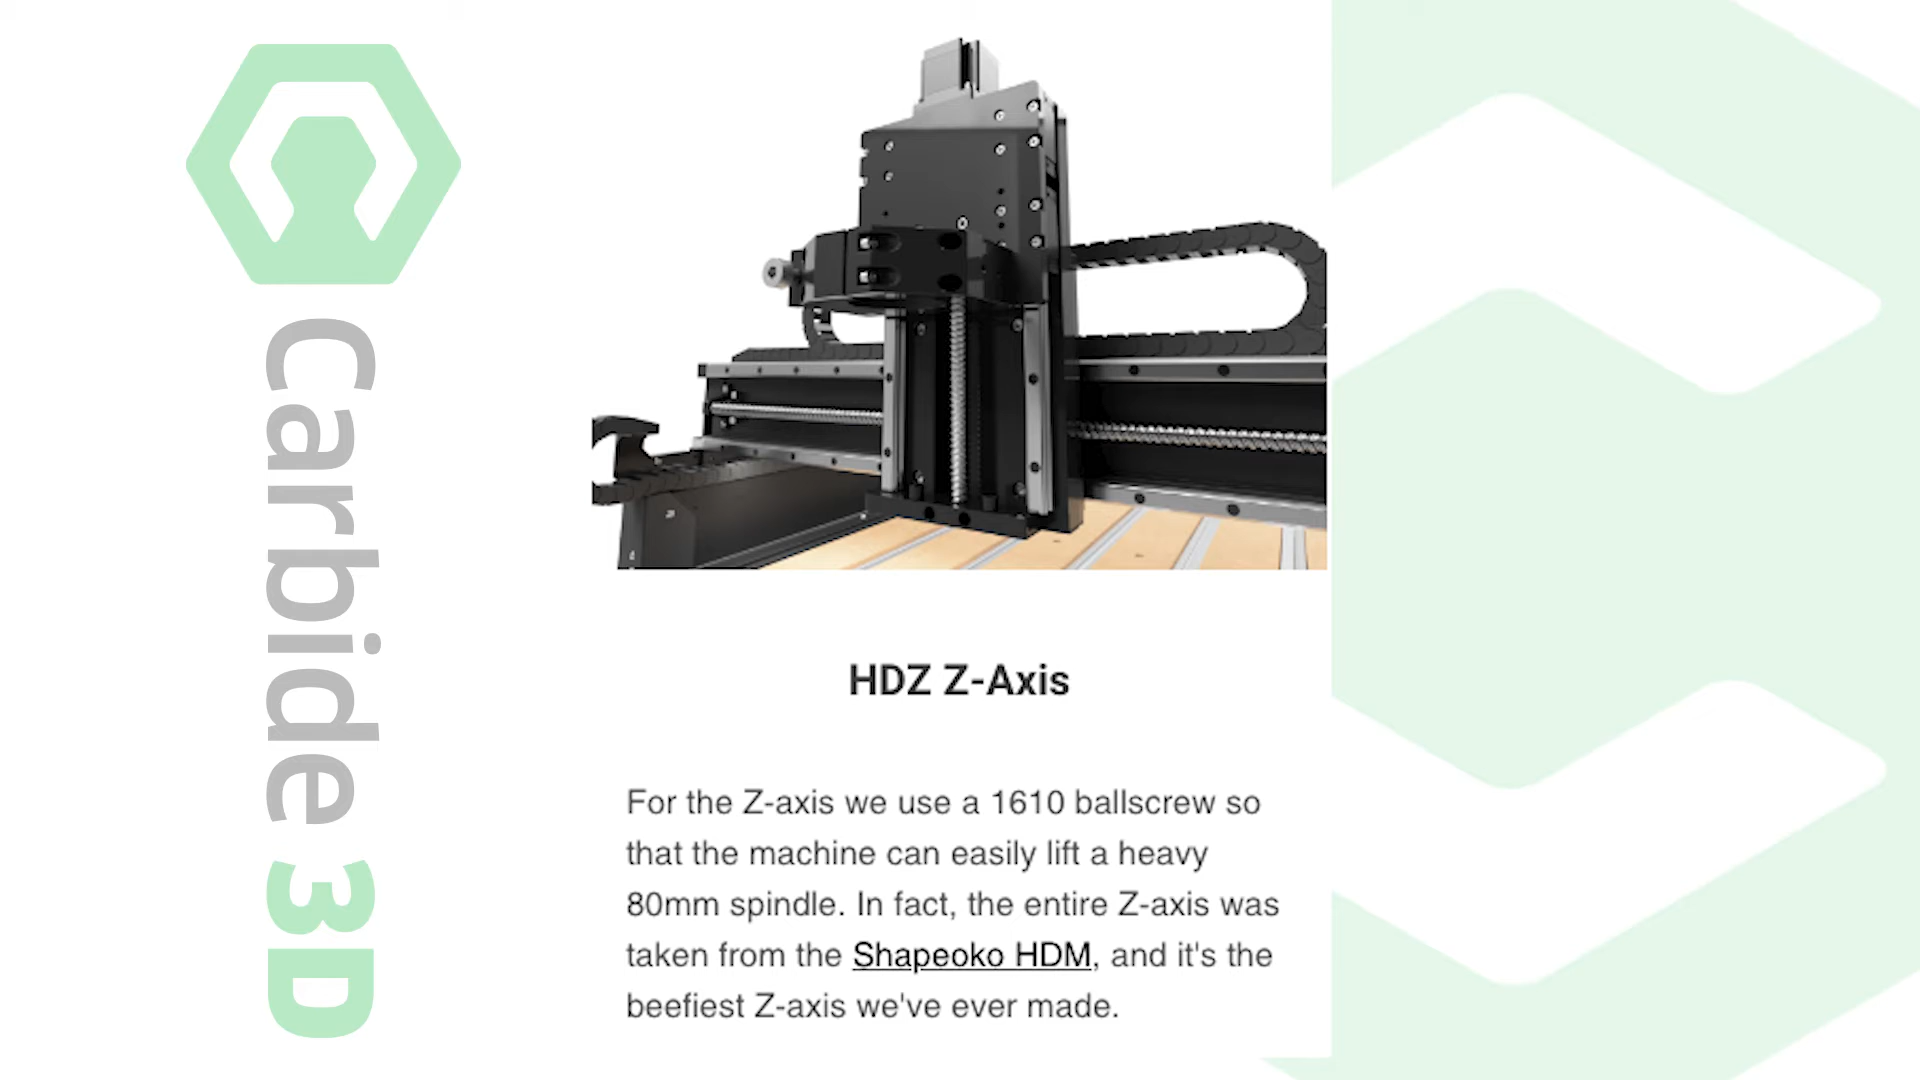 Carbide 3D
HDZ Z-Axis
For the Z-axis we use a 1610 ballscrew so
that the machine can easily lift a heavy
80mm spindle. In fact, the entire Z-axis was
taken from the Shapeoko HDM, and it's the
beefiest Z-axis we've ever made.